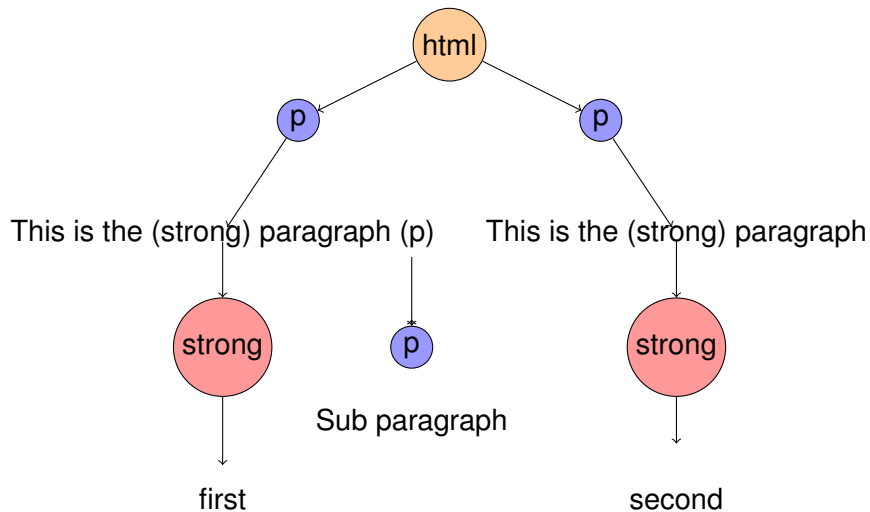 html
p
p
This is the (strong) paragraph (p)
This is the (strong) paragraph
strong
p
strong
Sub paragraph
first
second